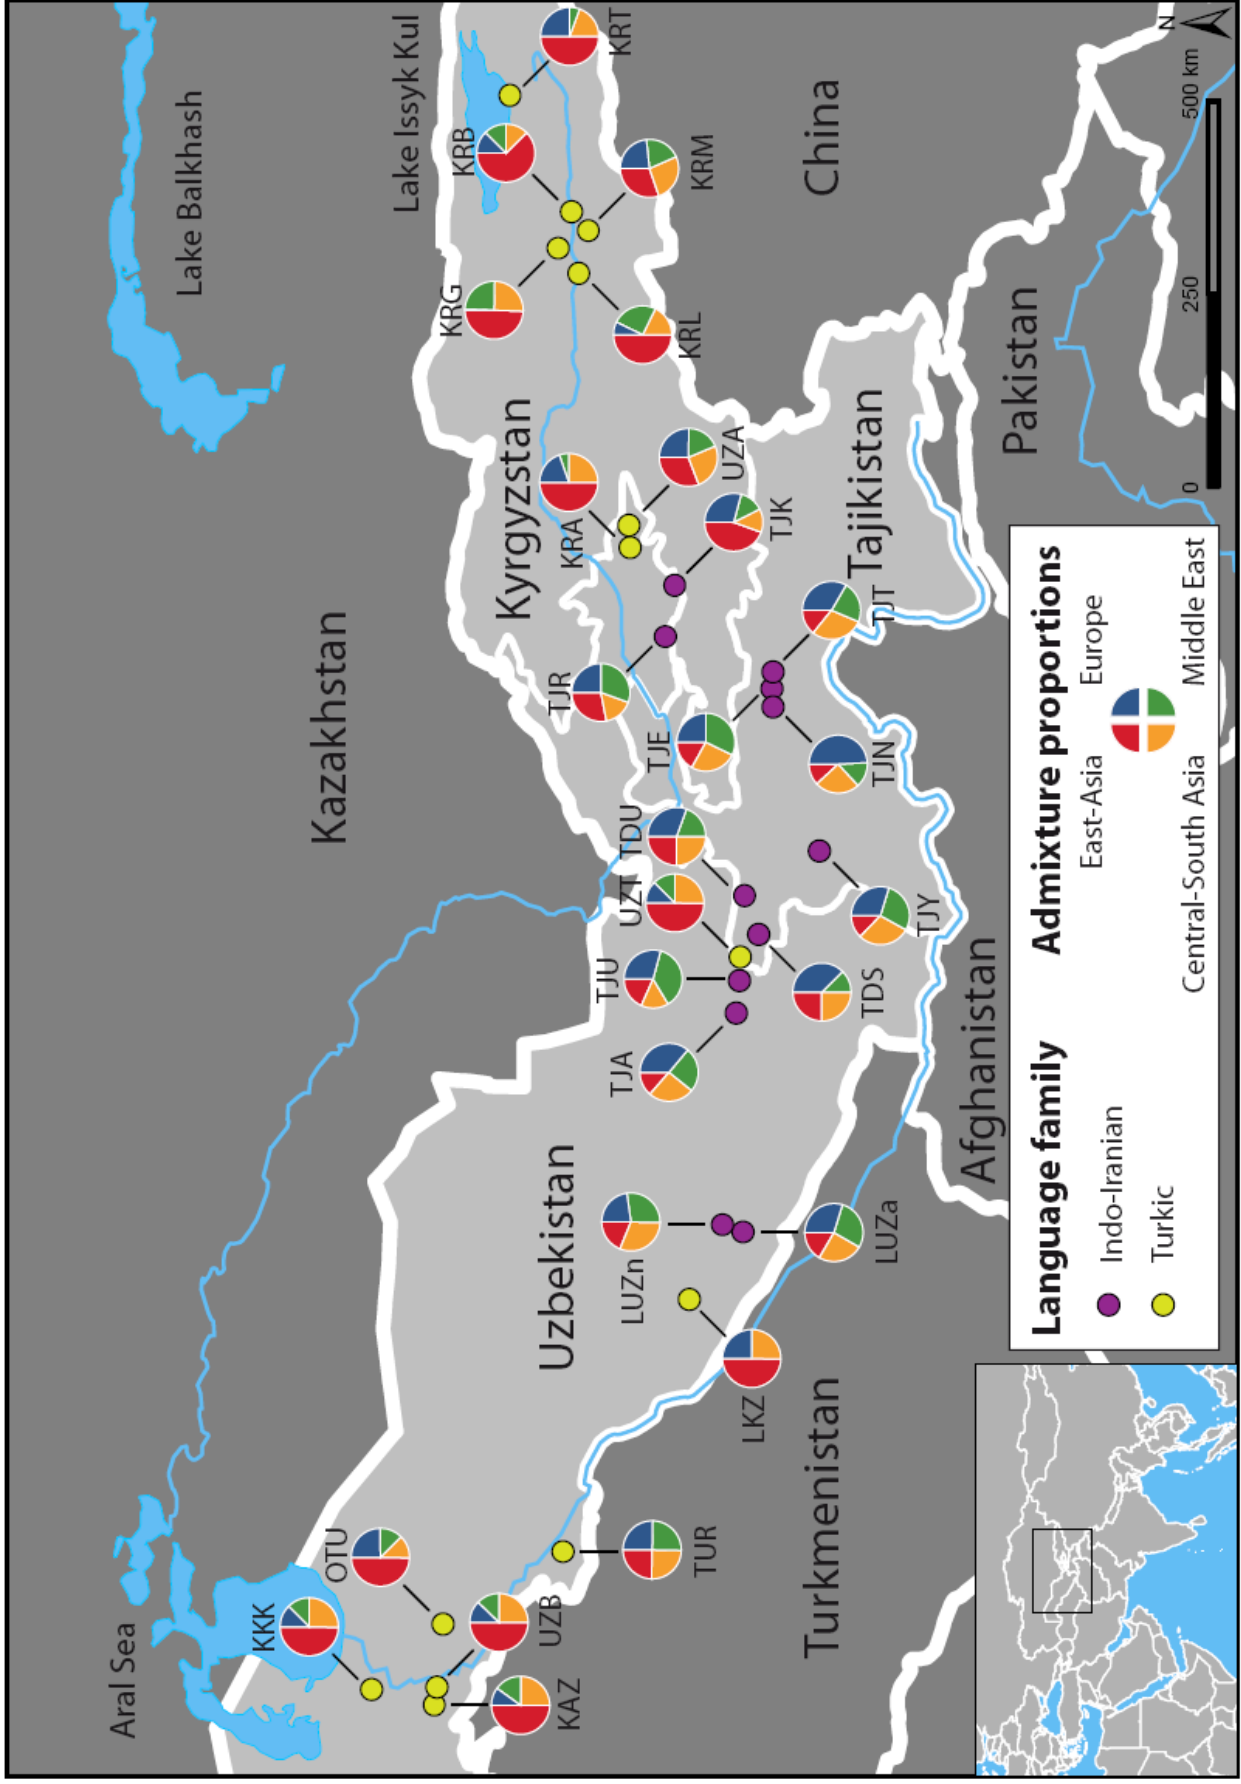 Aral Sea
Lake Balkhash
Lake Issyk Kul
Kazakhstan
Kyrgyzstan
Uzbekistan
Turkmenistan
Tajikistan
Afghanistan
Pakistan
China
KKK
OTU
UZB
KAZ
TUR
LKZ
LUZn
LUZa
TJA
TJU
UZT
TDU
TDS
TJY
TJE
TJN
TJR
TJT
TJK
KRA
UZA
KRG
KRL
KRB
KRM
KRT
Language family
Indo-Iranian
Turkic
Admixture proportions
East-Asia
Europe
Central-South Asia
Middle East
0
250
500 km
N